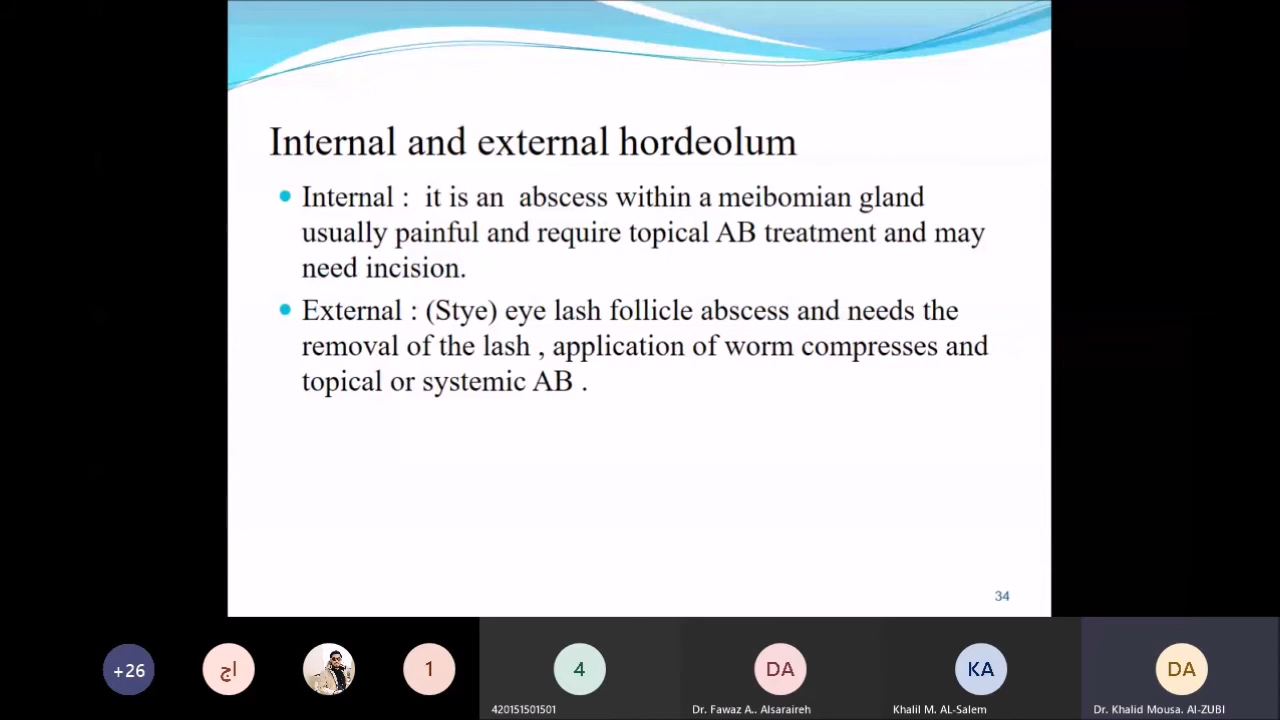 Internal and external hordeolum
Internal : it is an abscess within a meibomian gland
usually painful and require topical AB treatment and may
need incision.
External : (Stye) eye lash follicle abscess and needs the
removal of the lash , application of worm compresses and
topical or systemic AB .
34
+26
اج
1
4
DA
KA
DA
420151501501
Dr. Fawaz A.. Alsaraireh
Khalil M. AL-Salem
Dr. Khalid Mousa. Al-ZUBI